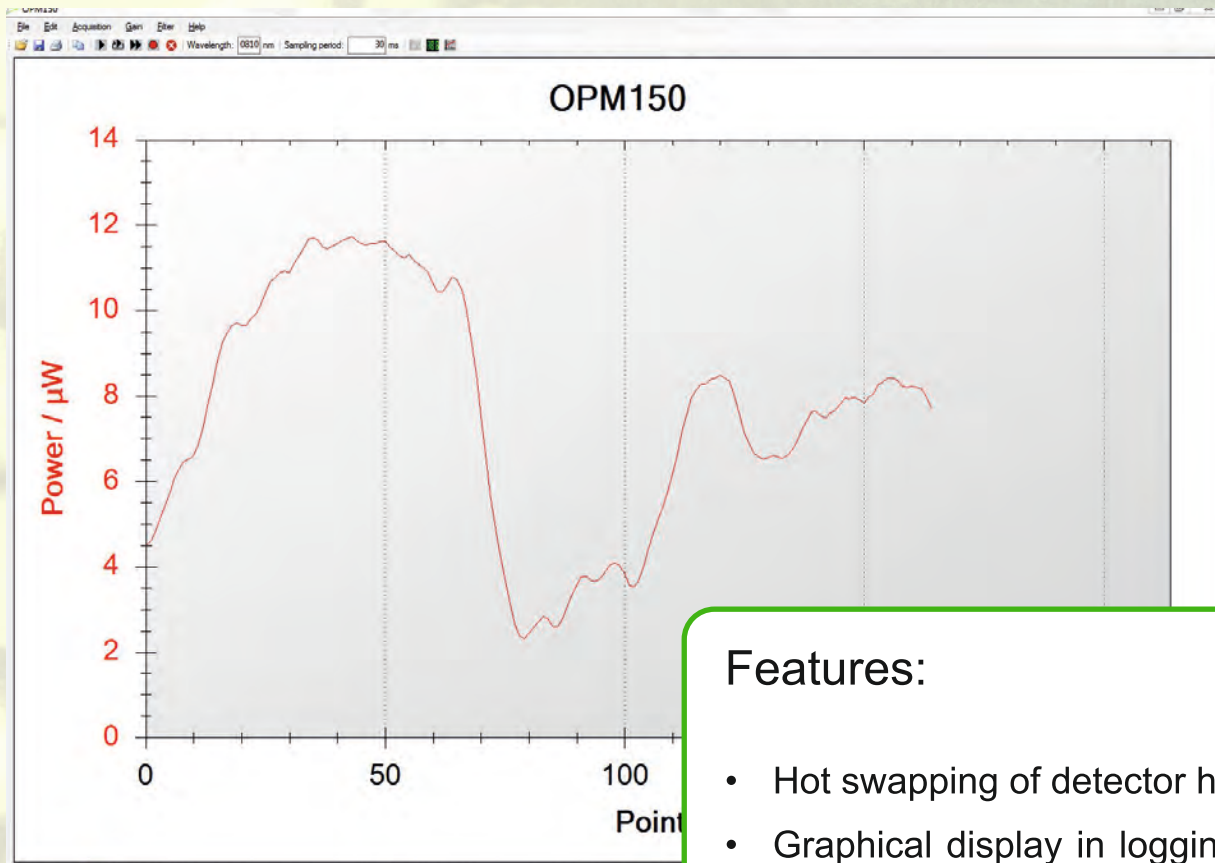 OPM150
File Edit Acquisition Gain Filter Help
Wavelength: 0810 nm Sampling period: 30 ms
OPM150
14
12
10
8
6
4
2
0
Power / µW
0 50 100
Point
Features:
• Hot swapping of detector h
• Graphical display in loggin